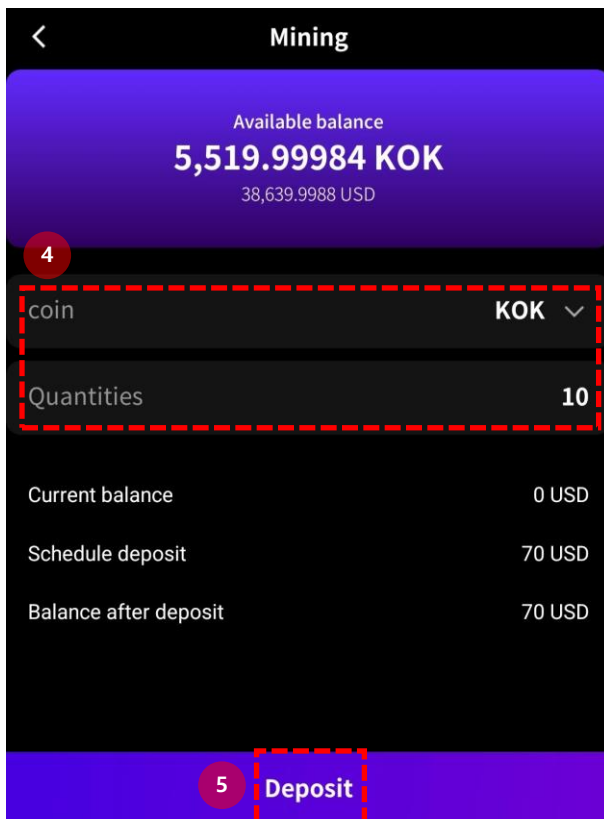 Mining
Available balance
5,519.99984 KOK
38,639.9988 USD
4
coin KOK
Quantities 10
Current balance 0 USD
Schedule deposit 70 USD
Balance after deposit 70 USD
5 Deposit